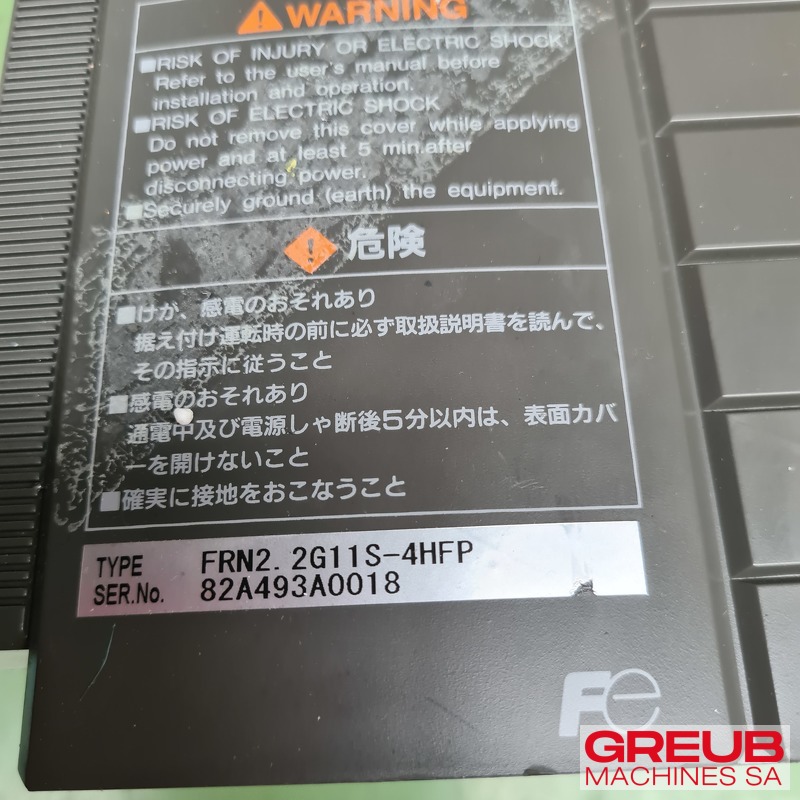 WARNING
■RISK OF INJURY OR ELECTRIC SHOCK
Refer to the user's manual before
installation and operation.
■RISK OF ELECTRIC SHOCK
Do not remove this cover while applying
power and at least 5 min.after
disconnecting power.
■Securely ground (earth) the equipment.
危険
■けが、感電のおそれあり
据え付け運転時の前に必ず取扱説明書を読んで、
その指示に従うこと
■感電のおそれあり
通電中及び電源しゃ断後5分以内は、表面カバ
ーを開けないこと
■確実に接地をおこなうこと
TYPE FRN2.2G11S-4HFP
SER.No. 82A493A0018
Fe
GREUB
MACHINES SA